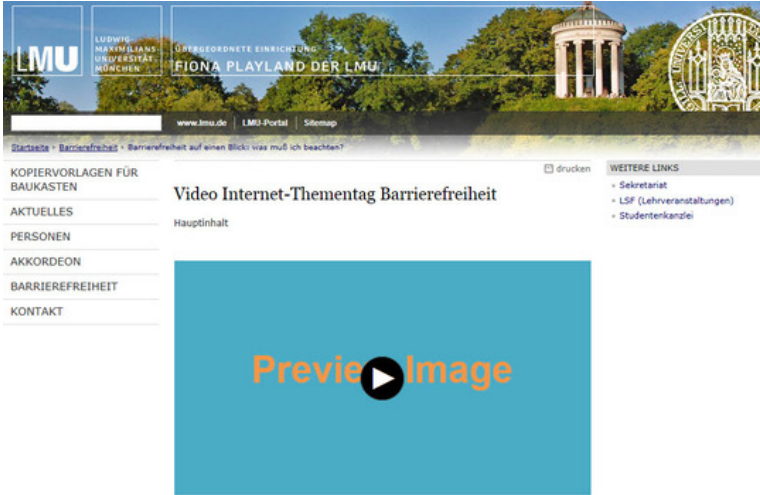 LMU
LUDWIG-
MAXIMILIANS-
UNIVERSITÄT
MÜNCHEN
ÜBERGEORDNETE EINRICHTUNG
FIONA PLAYLAND DER LMU
www.lmu.de | LMU-Portal | Sitemap
Startseite › Barrierefreiheit › Barrierefreiheit auf einen Blick: was muß ich beachten?
KOPIERVORLAGEN FÜR
BAUKASTEN
AKTUELLES
PERSONEN
AKKORDEON
BARRIEREFREIHEIT
KONTAKT
drucken
Video Internet-Thementag Barrierefreiheit
Hauptinhalt
Preview Image
WEITERE LINKS
Sekretariat
LSF (Lehrveranstaltungen)
Studentenkanzlei